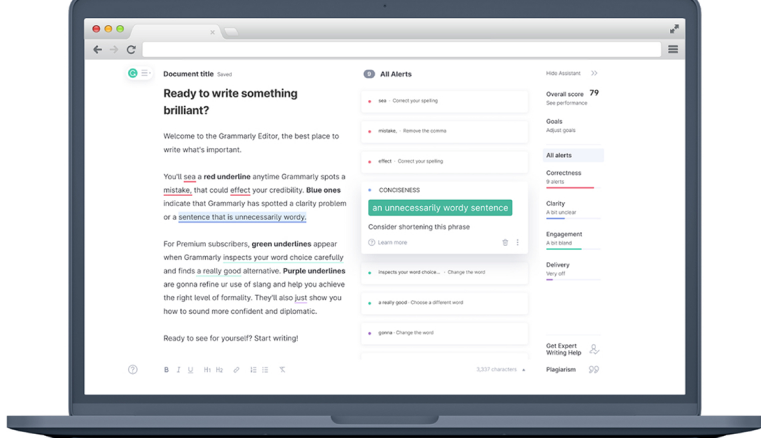 Document title Saved
Ready to write something
brilliant?
Welcome to the Grammarly Editor, the best place to
write what's important.
You'll sea a red underline anytime Grammarly spots a
mistake, that could effect your credibility. Blue ones
indicate that Grammarly has spotted a clarity problem
or a sentence that is unnecessarily wordy.
For Premium subscribers, green underlines appear
when Grammarly inspects your word choice carefully
and finds a really good alternative. Purple underlines
are gonna refine ur use of slang and help you achieve
the right level of formality. They'll also just show you
how to sound more confident and diplomatic.
Ready to see for yourself? Start writing!
B I U H1 H2
3,337 characters
9 All Alerts
sea · Correct your spelling
mistake, · Remove the comma
effect · Correct your spelling
CONCISENESS
an unnecessarily wordy sentence
Consider shortening this phrase
Learn more
inspects your word choice... · Change the word
a really good · Choose a different word
gonna · Change the word
Hide Assistant
Overall score 79
See performance
Goals
Adjust goals
All alerts
Correctness
9 alerts
Clarity
A bit unclear
Engagement
A bit bland
Delivery
Very off
Get Expert
Writing Help
Plagiarism